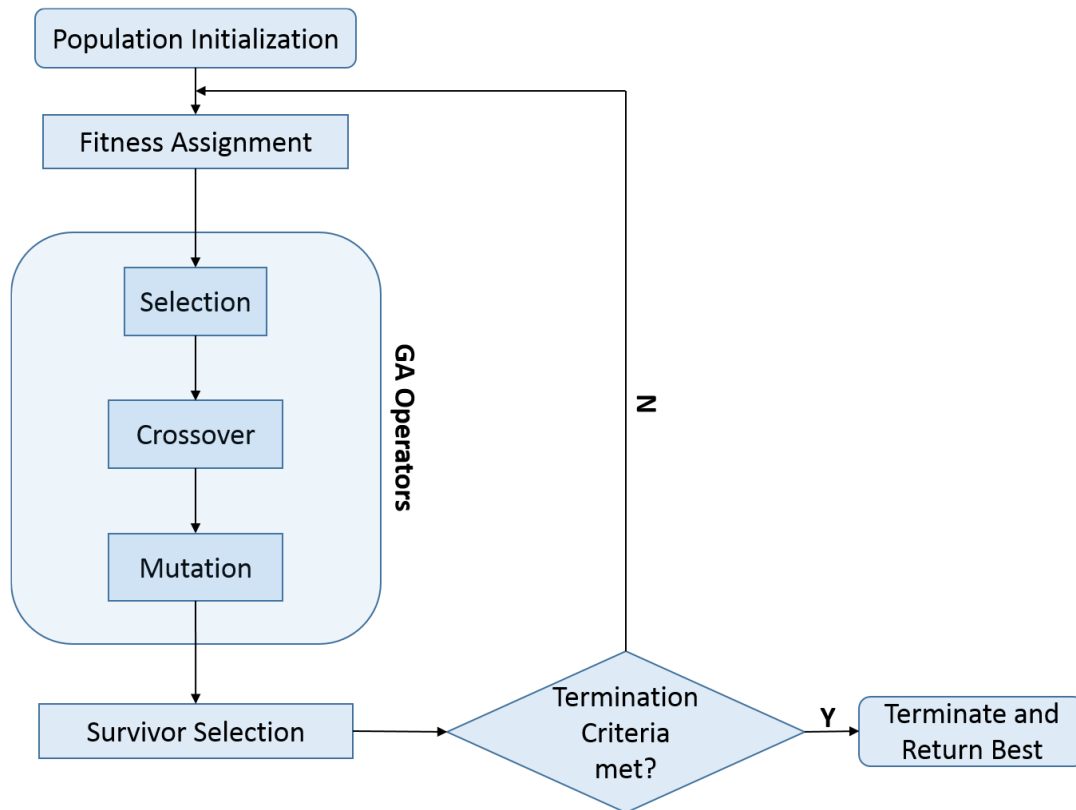 Population Initialization
Fitness Assignment
Selection
Crossover
Mutation
GA Operators
Survivor Selection
Termination
Criteria
met?
N
Y
Terminate and
Return Best